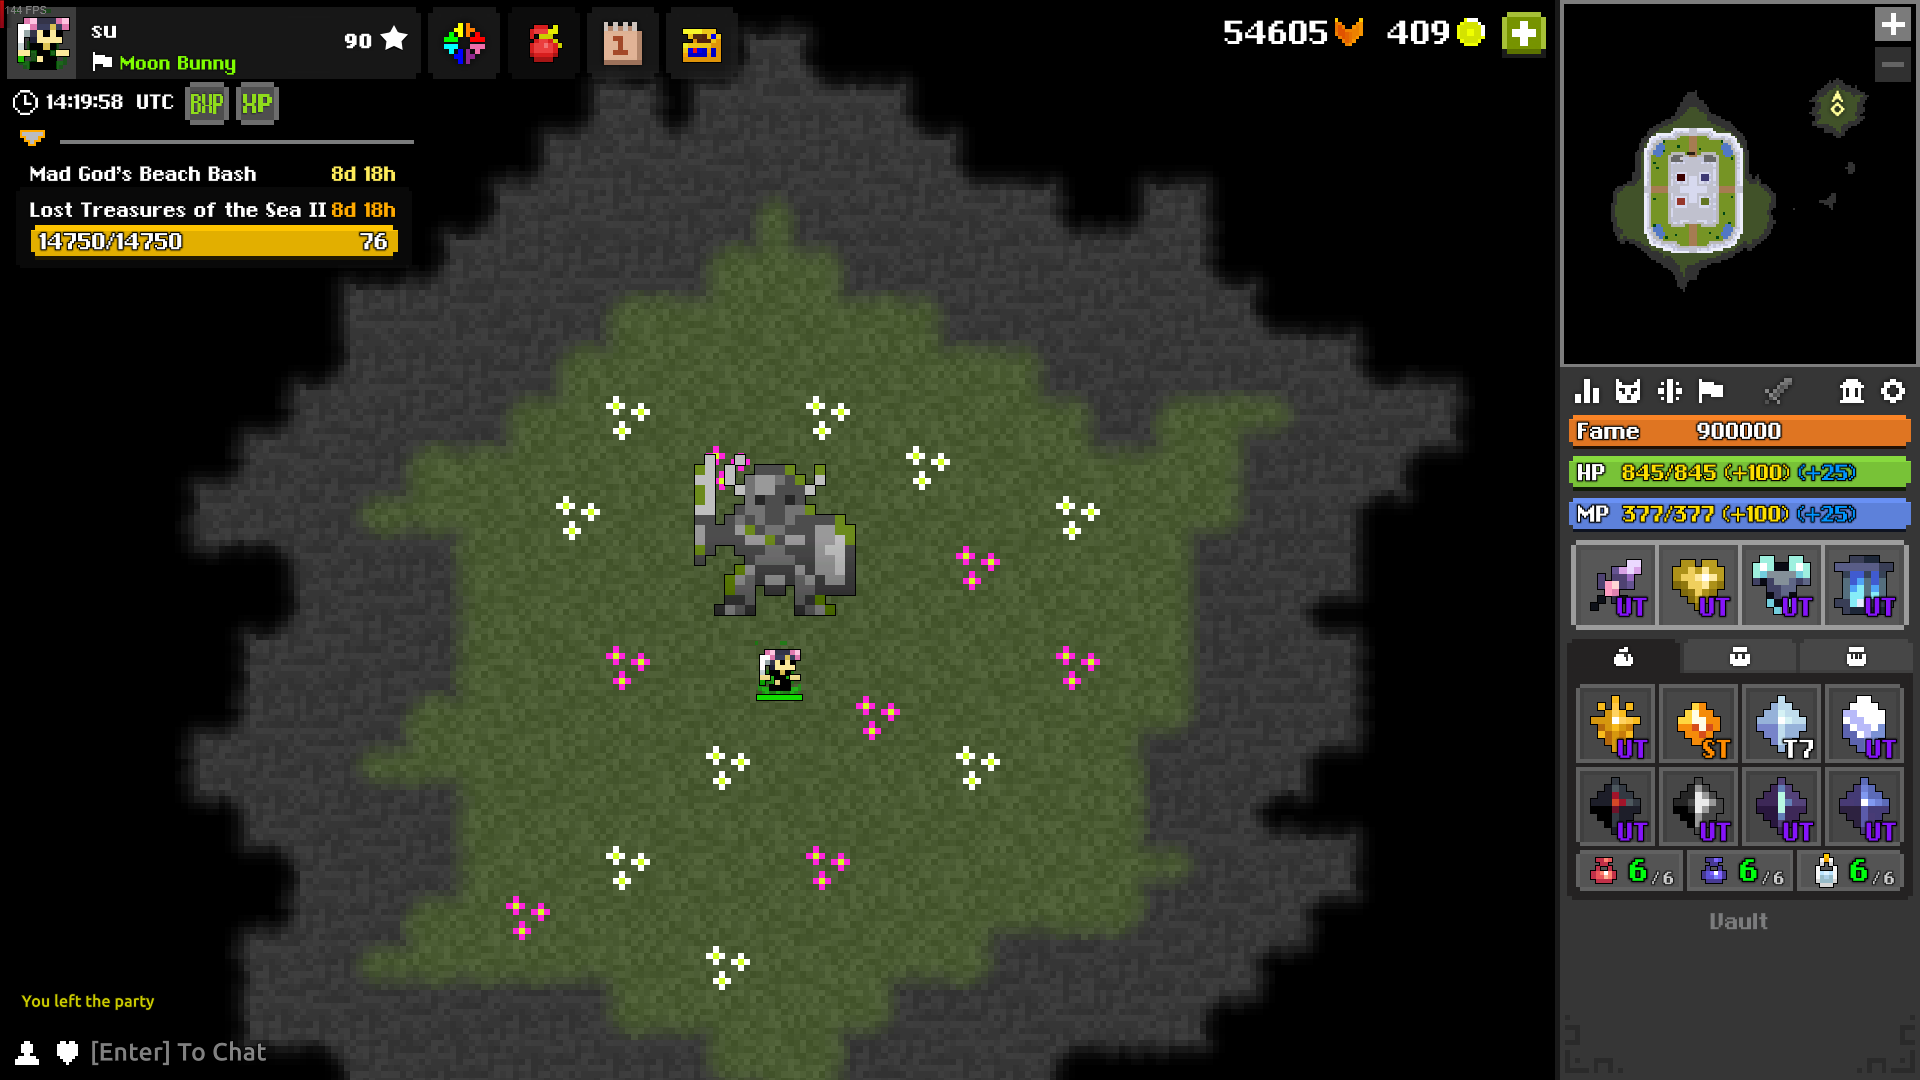 144 FPS
su
90
Moon Bunny
54605
409
1
14:19:58 UTC
BXP
XP
Mad God's Beach Bash 8d 18h
Lost Treasures of the Sea II 8d 18h
14750/14750 76
Fame 900000
HP 845/845 (+100) (+25)
MP 377/377 (+100) (+25)
UT UT UT UT
UT ST T7 UT
UT UT UT UT
6/6 6/6 6/6
Vault
You left the party
[Enter] To Chat